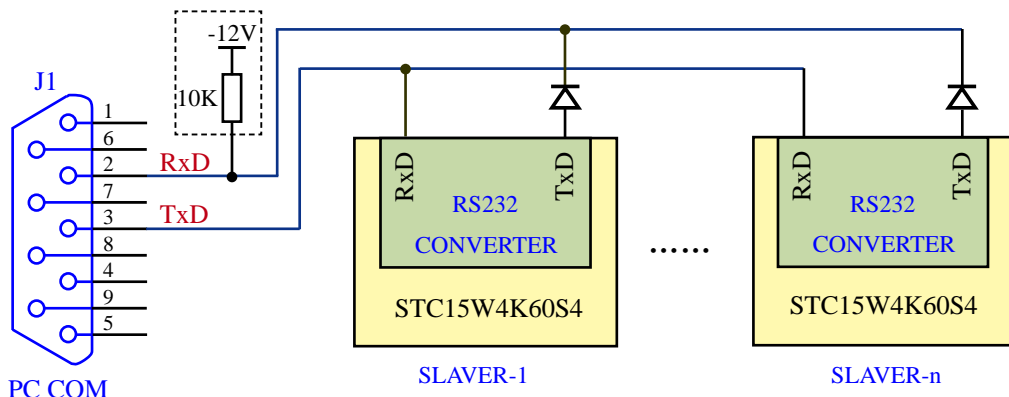 J1
1
6
2
7
3
8
4
9
5
PC COM
-12V
10K
RxD
TxD
RxD
TxD
RS232
CONVERTER
STC15W4K60S4
SLAVER-1
……
RxD
TxD
RS232
CONVERTER
STC15W4K60S4
SLAVER-n